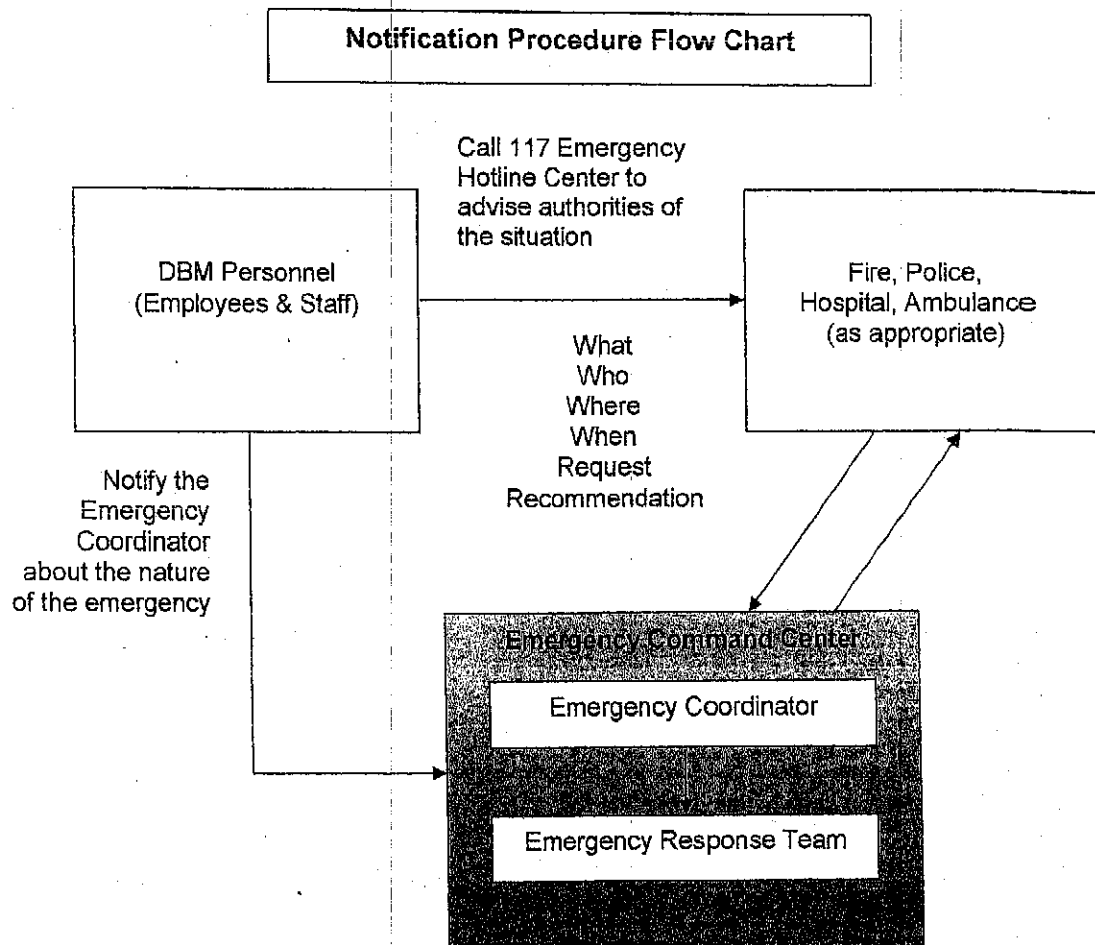 Notification Procedure Flow Chart
Call 117 Emergency
Hotline Center to
advise authorities of
the situation
DBM Personnel
(Employees & Staff)
Fire, Police,
Hospital, Ambulance
(as appropriate)
What
Who
Where
When
Request
Recommendation
Notify the
Emergency
Coordinator
about the nature
of the emergency
Emergency Command Center
Emergency Coordinator
Emergency Response Team